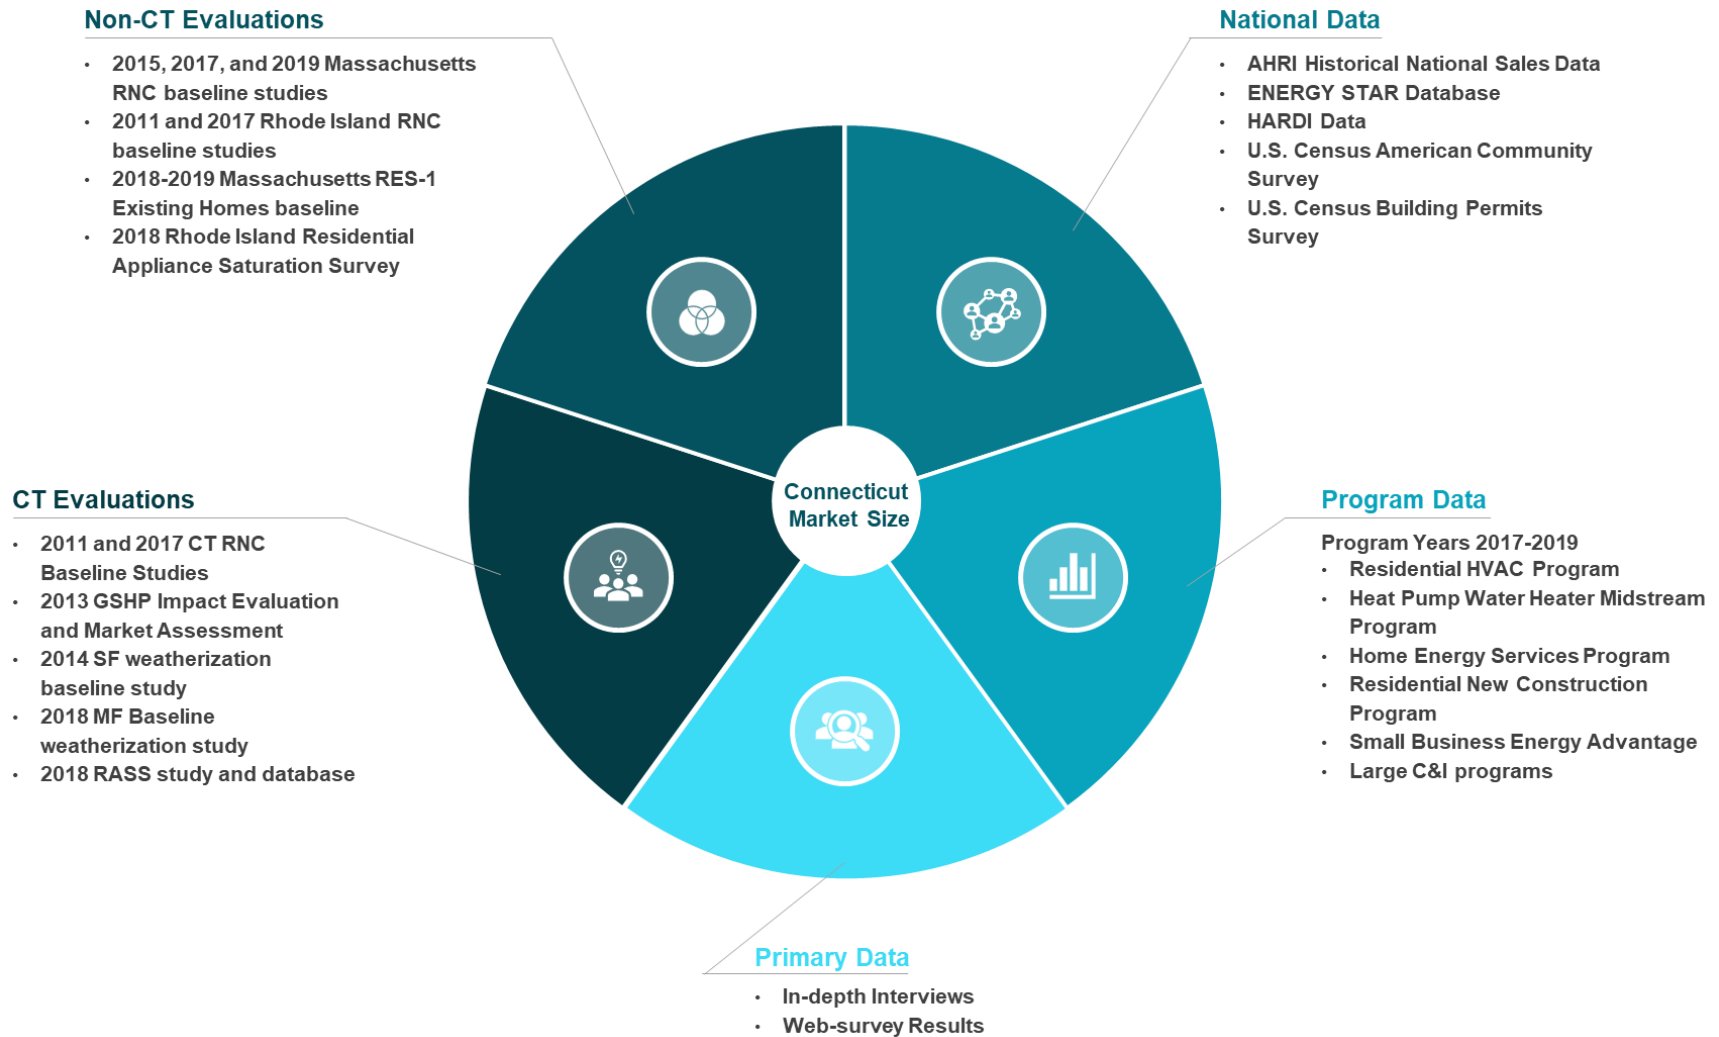 Non-CT Evaluations
• 2015, 2017, and 2019 Massachusetts
RNC baseline studies
• 2011 and 2017 Rhode Island RNC
baseline studies
• 2018-2019 Massachusetts RES-1
Existing Homes baseline
• 2018 Rhode Island Residential
Appliance Saturation Survey
National Data
• AHRI Historical National Sales Data
• ENERGY STAR Database
• HARDI Data
• U.S. Census American Community
Survey
• U.S. Census Building Permits
Survey
Connecticut
Market Size
CT Evaluations
• 2011 and 2017 CT RNC
Baseline Studies
• 2013 GSHP Impact Evaluation
and Market Assessment
• 2014 SF weatherization
baseline study
• 2018 MF Baseline
weatherization study
• 2018 RASS study and database
Program Data
Program Years 2017-2019
• Residential HVAC Program
• Heat Pump Water Heater Midstream
Program
• Home Energy Services Program
• Residential New Construction
Program
• Small Business Energy Advantage
• Large C&I programs
Primary Data
• In-depth Interviews
• Web-survey Results